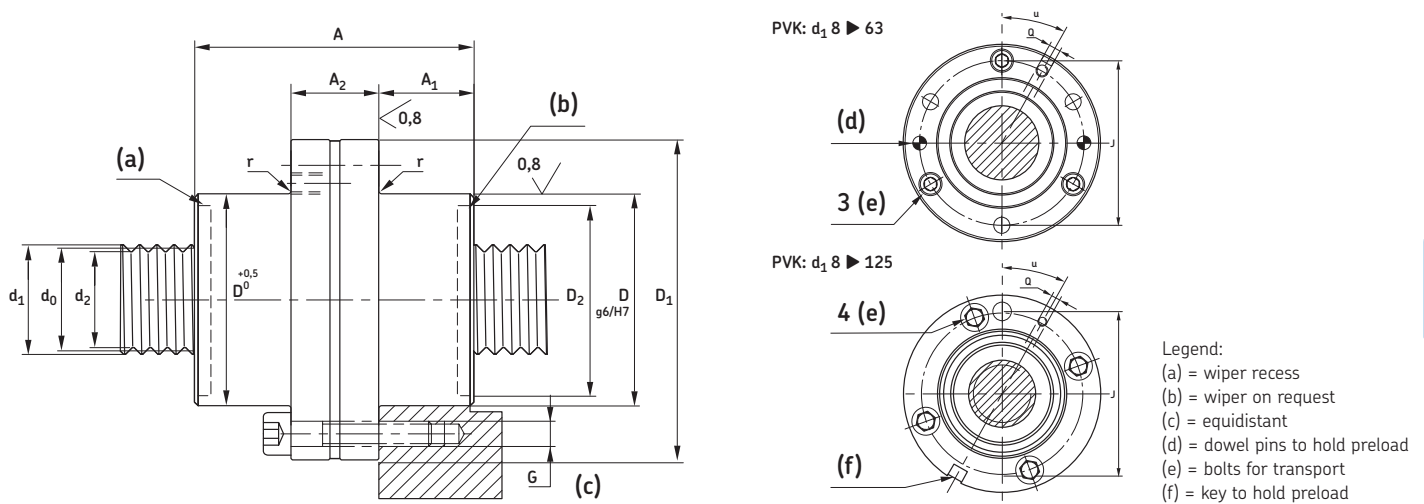 A
A₂
A₁
0,8
(b)
(a)
r
r
0,8
d₁
d₀
d₂
D +0,5 0
D₂
D
g6/H7
D₁
G
(c)
PVK: d₁ 8 ▶ 63
u
Q
(d)
J
3 (e)
PVK: d₁ 8 ▶ 125
u
Q
4 (e)
J
(f)
Legend:
(a) = wiper recess
(b) = wiper on request
(c) = equidistant
(d) = dowel pins to hold preload
(e) = bolts for transport
(f) = key to hold preload